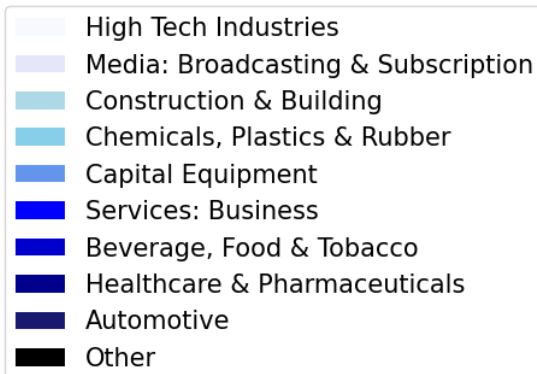 High Tech Industries
Media: Broadcasting & Subscription
Construction & Building
Chemicals, Plastics & Rubber
Capital Equipment
Services: Business
Beverage, Food & Tobacco
Healthcare & Pharmaceuticals
Automotive
Other